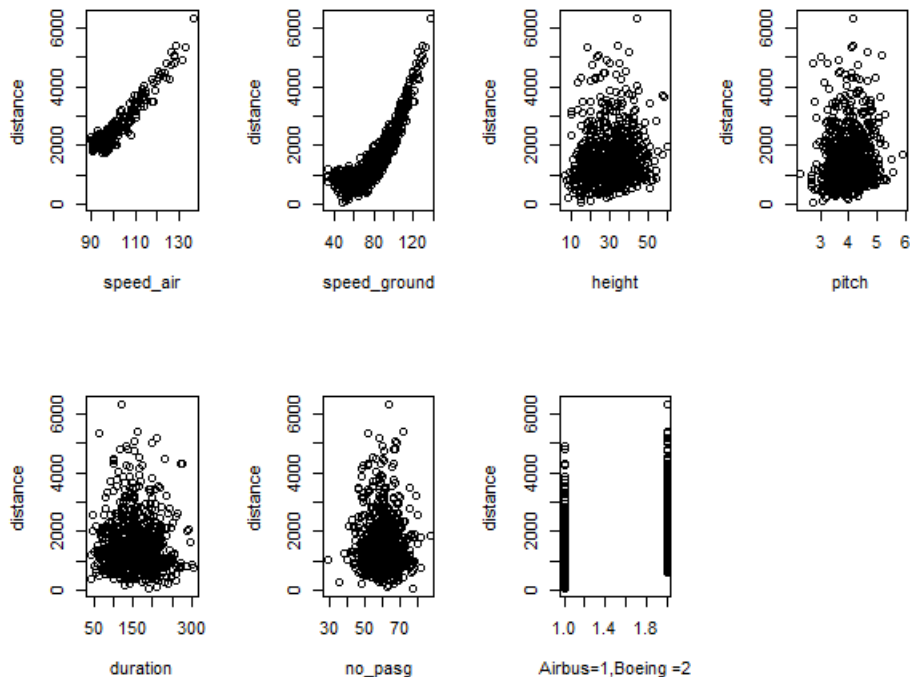 distance
0 2000 4000 6000
90 110 130
speed_air
distance
0 2000 4000 6000
40 80 120
speed_ground
distance
0 2000 4000 6000
10 30 50
height
distance
0 2000 4000 6000
3 4 5 6
pitch
distance
0 2000 4000 6000
50 150 300
duration
distance
0 2000 4000 6000
30 50 70
no_pasg
distance
0 2000 4000 6000
1.0 1.4 1.8
Airbus=1,Boeing =2